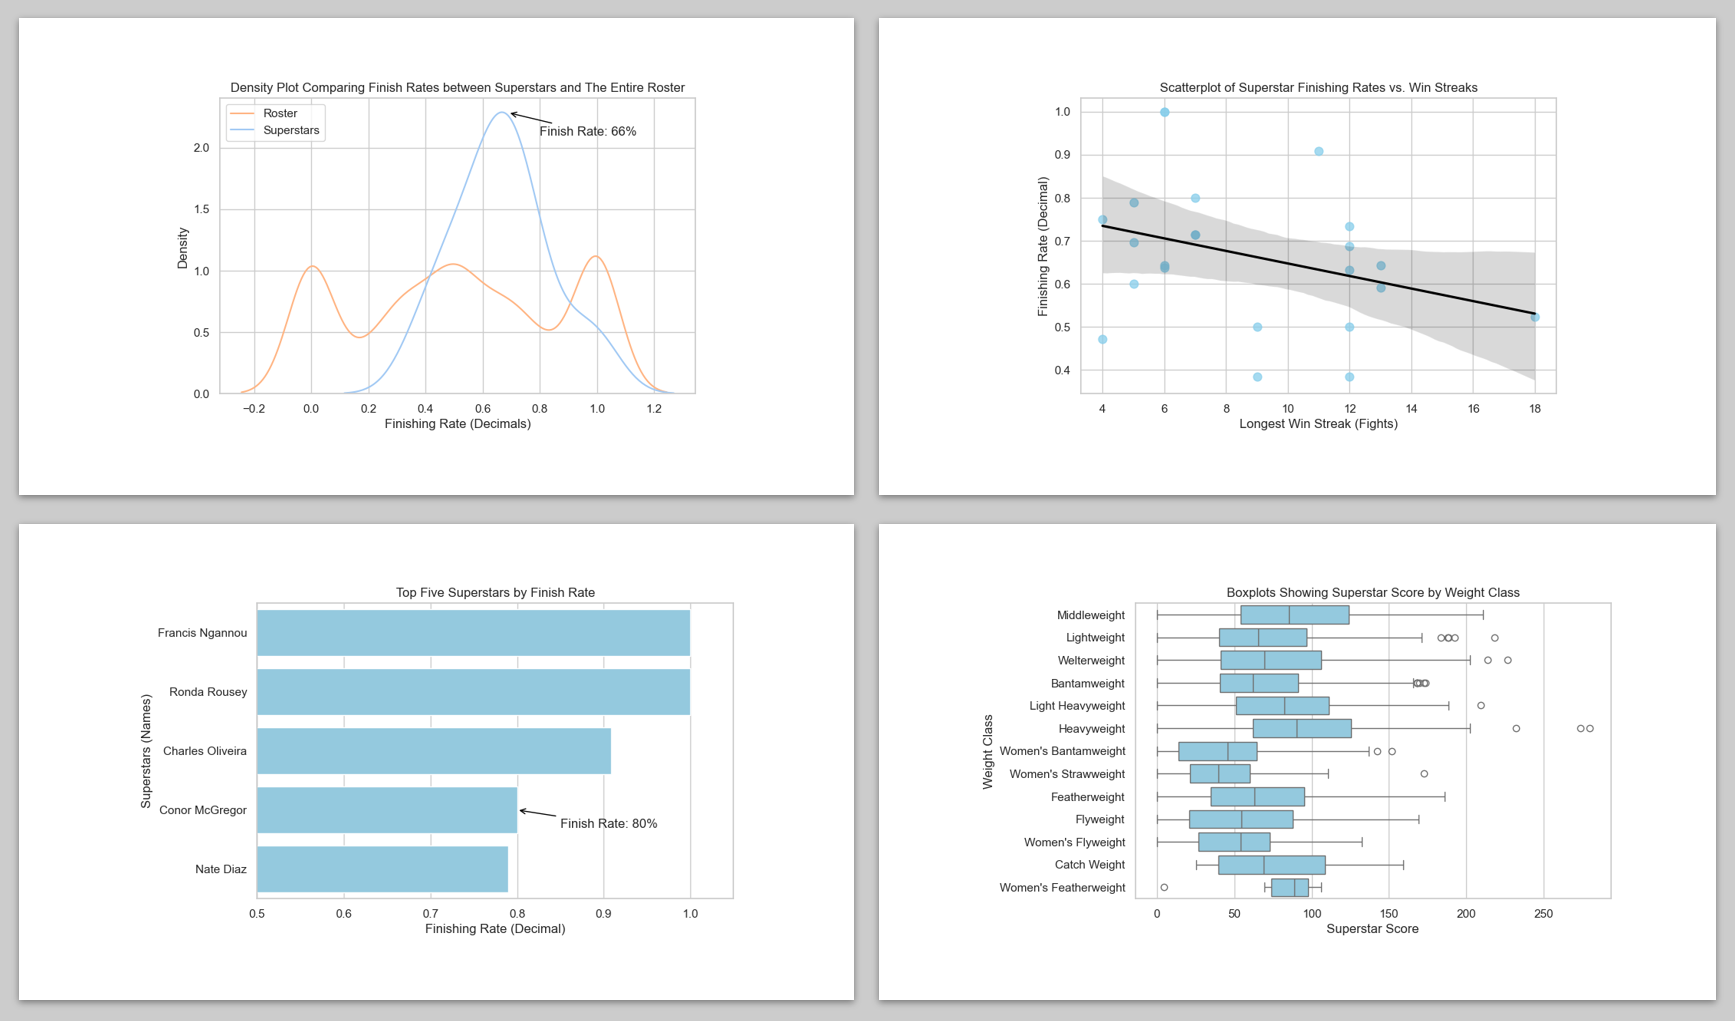 Density Plot Comparing Finish Rates between Superstars and The Entire Roster
Roster
Superstars
Finish Rate: 66%
2.0
1.5
1.0
0.5
0.0
Density
−0.2 0.0 0.2 0.4 0.6 0.8 1.0 1.2
Finishing Rate (Decimals)
Scatterplot of Superstar Finishing Rates vs. Win Streaks
1.0
0.9
0.8
0.7
0.6
0.5
0.4
Finishing Rate (Decimal)
4 6 8 10 12 14 16 18
Longest Win Streak (Fights)
Top Five Superstars by Finish Rate
Francis Ngannou
Ronda Rousey
Charles Oliveira
Conor McGregor
Nate Diaz
Superstars (Names)
Finish Rate: 80%
0.5 0.6 0.7 0.8 0.9 1.0
Finishing Rate (Decimal)
Boxplots Showing Superstar Score by Weight Class
Middleweight
Lightweight
Welterweight
Bantamweight
Light Heavyweight
Heavyweight
Women's Bantamweight
Women's Strawweight
Featherweight
Flyweight
Women's Flyweight
Catch Weight
Women's Featherweight
Weight Class
0 50 100 150 200 250
Superstar Score